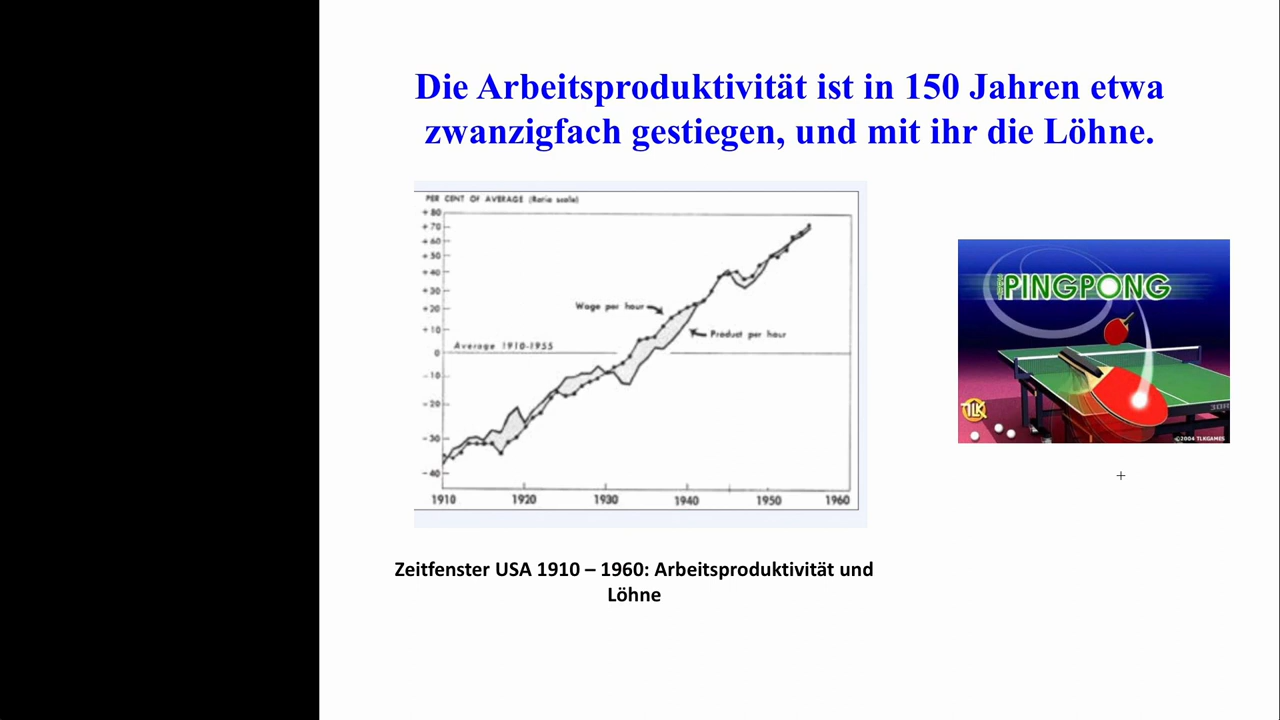 Die Arbeitsproduktivität ist in 150 Jahren etwa
zwanzigfach gestiegen, und mit ihr die Löhne.
PER CENT OF AVERAGE (Ratio scale)
+80
+70
+60
+50
+40
+30
+20
+10
0
-10
-20
-30
-40
Wage per hour
Product per hour
Average 1910-1955
1910 1920 1930 1940 1950 1960
PINGPONG
TLK
©2004 TLKGAMES
Zeitfenster USA 1910 – 1960: Arbeitsproduktivität und
Löhne